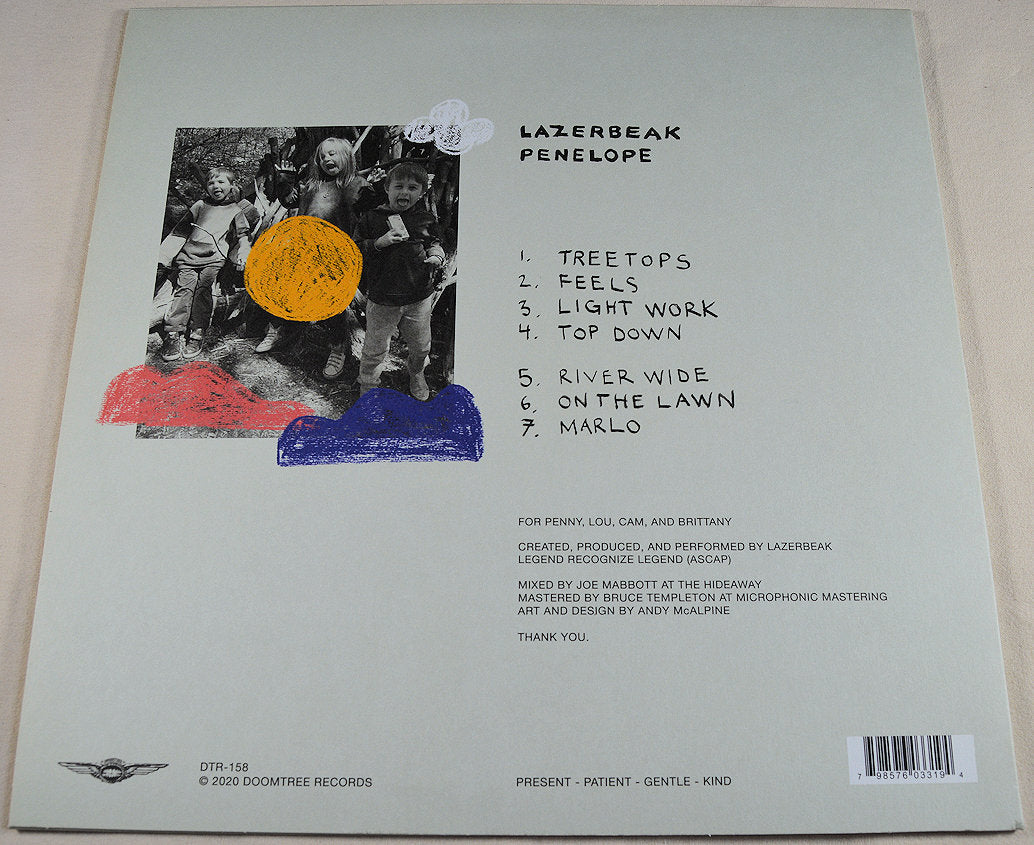 LAZERBEAK
PENELOPE
1. TREETOPS
2. FEELS
3. LIGHT WORK
4. TOP DOWN
5. RIVER WIDE
6. ON THE LAWN
7. MARLO
FOR PENNY, LOU, CAM, AND BRITTANY
CREATED, PRODUCED, AND PERFORMED BY LAZERBEAK
LEGEND RECOGNIZE LEGEND (ASCAP)
MIXED BY JOE MABBOTT AT THE HIDEAWAY
MASTERED BY BRUCE TEMPLETON AT MICROPHONIC MASTERING
ART AND DESIGN BY ANDY McALPINE
THANK YOU.
DTR-158
© 2020 DOOMTREE RECORDS
PRESENT - PATIENT - GENTLE - KIND
7 98576 03319 4